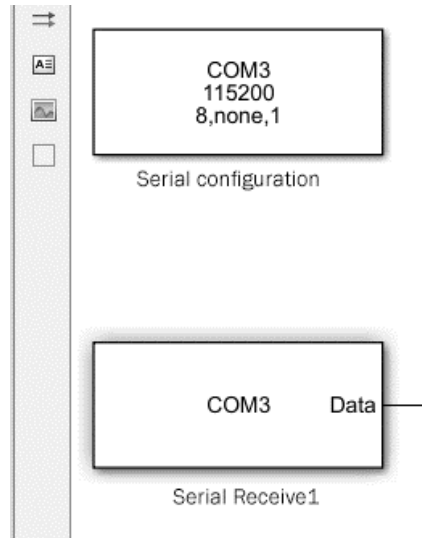 COM3
115200
8,none,1
Serial configuration
COM3 Data
Serial Receive1